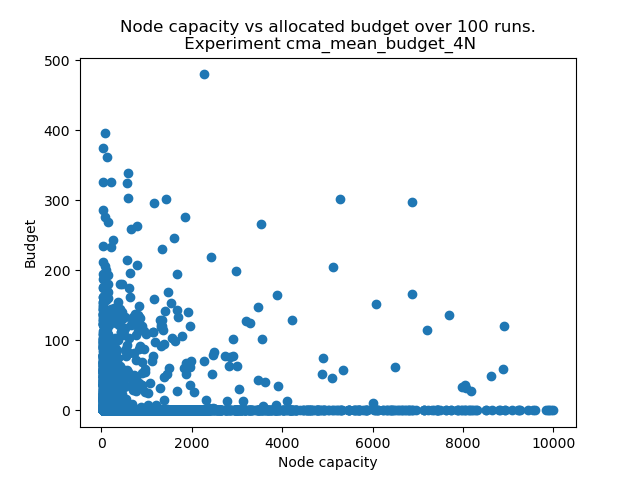 Node capacity vs allocated budget over 100 runs.
Experiment cma_mean_budget_4N
500
400
300
200
100
0
Budget
0 2000 4000 6000 8000 10000
Node capacity